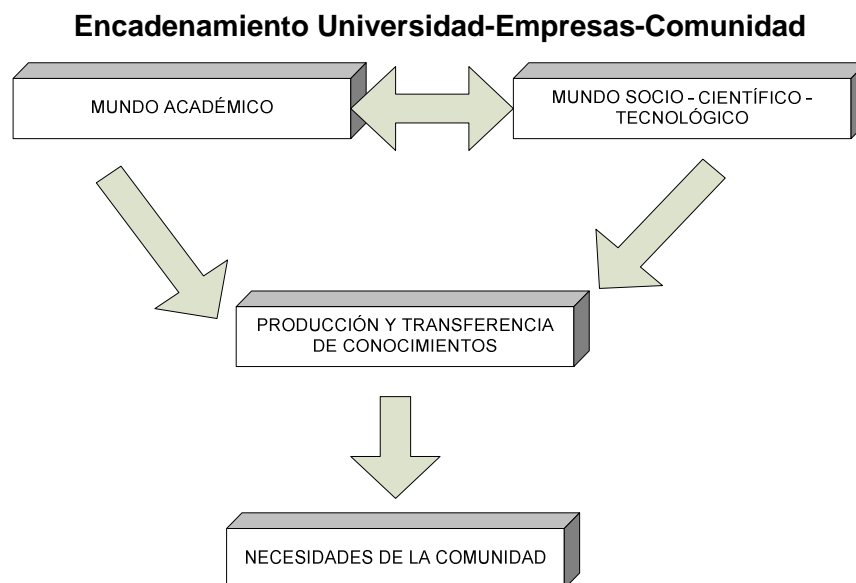 Encadenamiento Universidad-Empresas-Comunidad
MUNDO ACADÉMICO
MUNDO SOCIO - CIENTÍFICO -
TECNOLÓGICO
PRODUCCIÓN Y TRANSFERENCIA
DE CONOCIMIENTOS
NECESIDADES DE LA COMUNIDAD